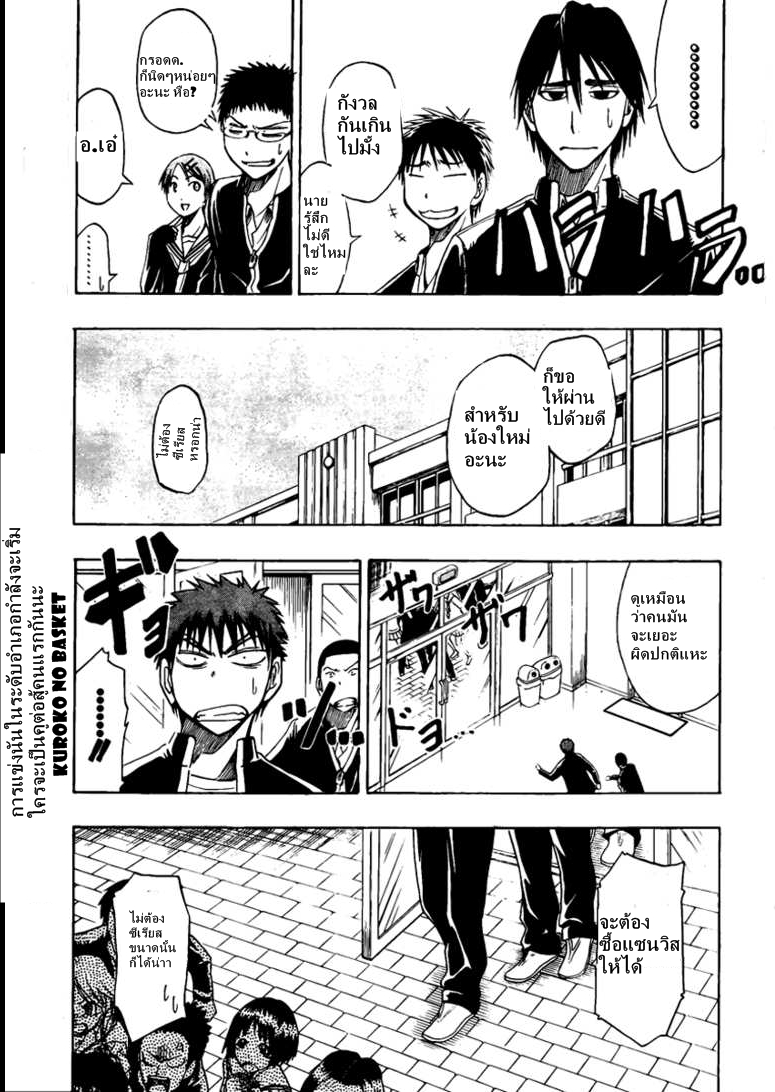 กังวล
กันเกิน
ไปมั้ง
นาย
รู้สึก
ไม่ดี
ใช่ไหม
ละ
กรอดด.
ก็นิดๆหน่อยๆ
อะนะ หือ?
อ.เอ๋
ก็ขอ
ให้ผ่าน
ไปด้วยดี
สำหรับ
น้องใหม่
อะนะ
ไม่ต้อง
ซีเรียส
หรอกน่า
ดูเหมือน
ว่าคนมัน
จะเยอะ
ผิดปกติแหะ
ザワ
ザワ
ドヨ...
ギョ
จะต้อง
ซื้อแซนวิส
ให้ได้
ไม่ต้อง
ซีเรียส
ขนาดนั้น
ก็ได้น่าา
การแข่งนันในระดับอำเภอกำลังจะเริ่ม
ใครจะเป็นคู่ต่อสู้คนแรกกันนะ
KUROKO NO BASKET